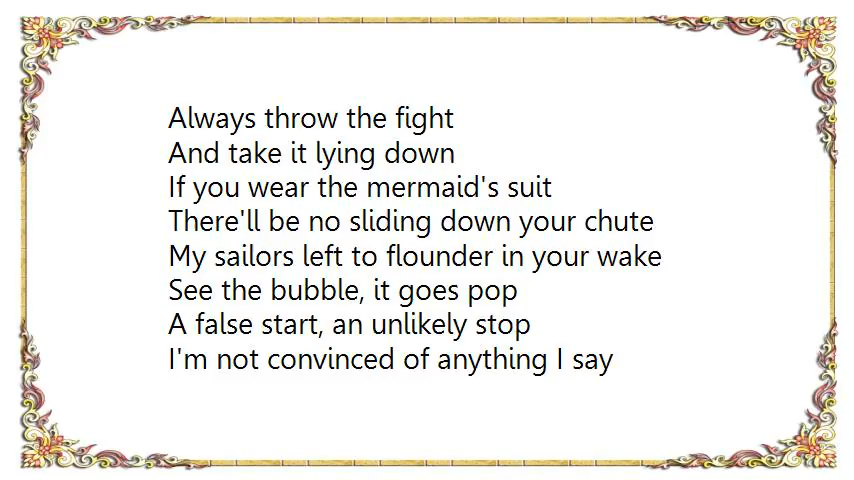 Always throw the fight
And take it lying down
If you wear the mermaid's suit
There'll be no sliding down your chute
My sailors left to flounder in your wake
See the bubble, it goes pop
A false start, an unlikely stop
I'm not convinced of anything I say